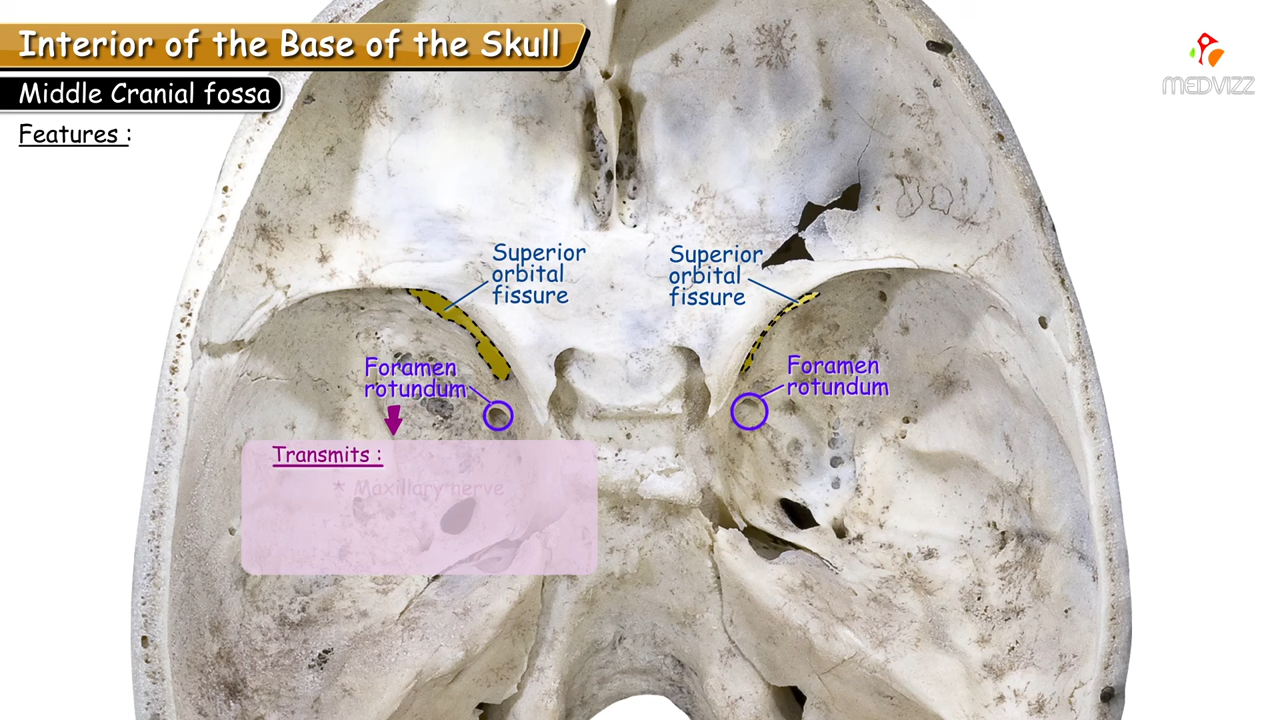 Interior of the Base of the Skull
Middle Cranial fossa
Features :
MEDVIZZ
Superior
orbital
fissure
Superior
orbital
fissure
Foramen
rotundum
Foramen
rotundum
Transmits :
* Maxillary nerve